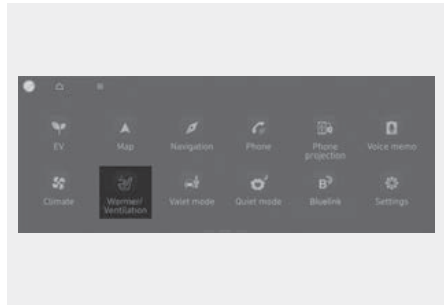 EV
Map
Navigation
Phone
Phone
projection
Voice memo
Climate
Warmer/
Ventilation
Valet mode
Quiet mode
Bluelink
Settings